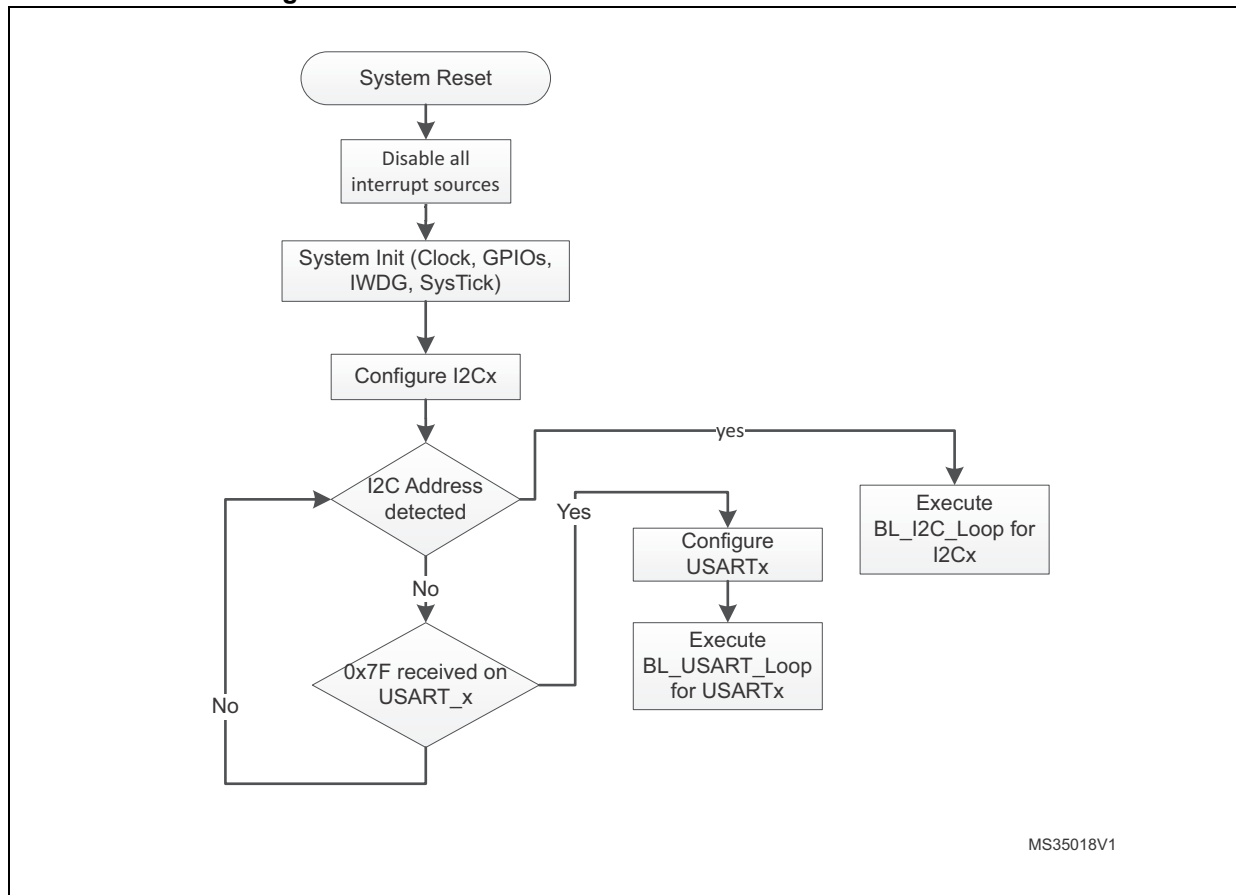 System Reset
Disable all
interrupt sources
System Init (Clock, GPIOs,
IWDG, SysTick)
Configure I2Cx
I2C Address
detected
yes
Execute
BL_I2C_Loop for
I2Cx
Yes
Configure
USARTx
No
Execute
BL_USART_Loop
for USARTx
0x7F received on
USART_x
No
MS35018V1